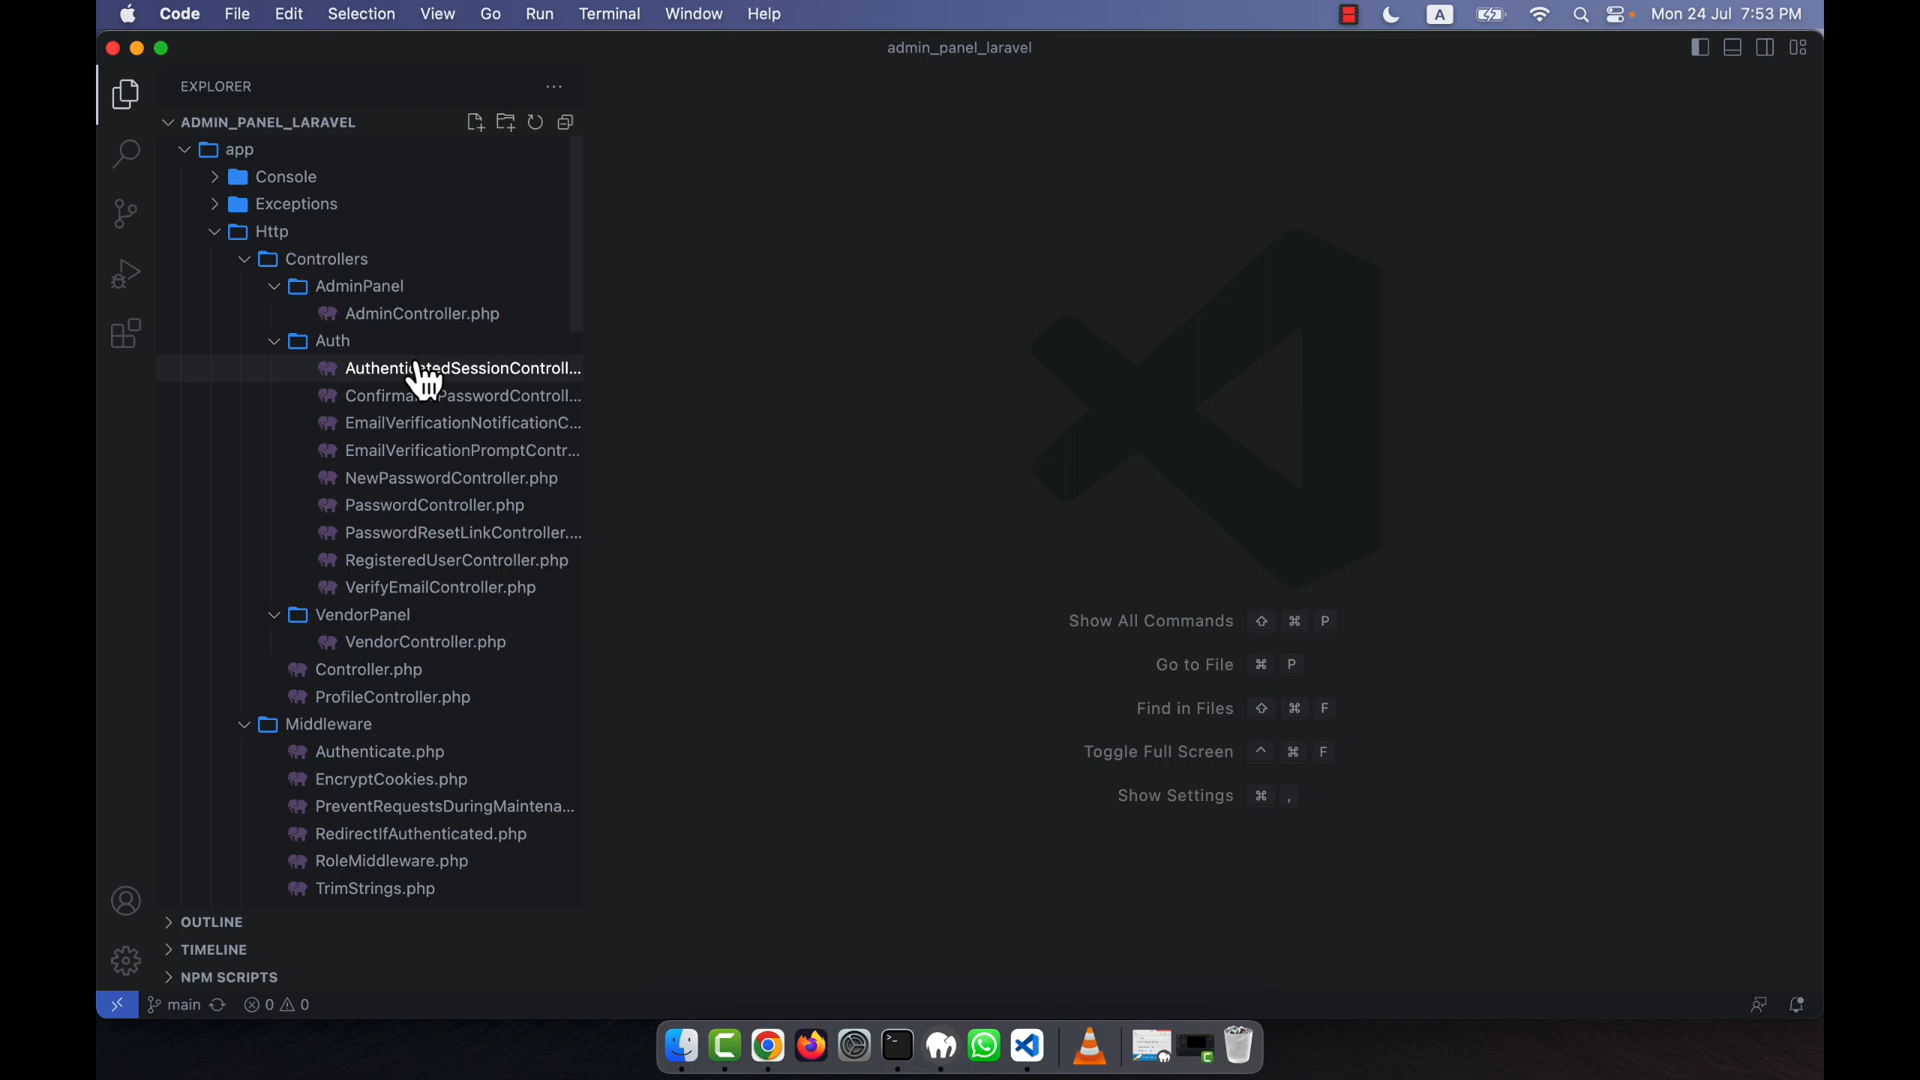 Code File Edit Selection View Go Run Terminal Window Help A Mon 24 Jul 7:53 PM
admin_panel_laravel
EXPLORER
ADMIN_PANEL_LARAVEL
app
Console
Exceptions
Http
Controllers
AdminPanel
AdminController.php
Auth
AuthenticatedSessionControll...
PasswordControll...
EmailVerificationNotificationC...
EmailVerificationPromptContr...
NewPasswordController.php
PasswordController.php
PasswordResetLinkController....
RegisteredUserController.php
VerifyEmailController.php
VendorPanel
VendorController.php
Controller.php
ProfileController.php
Middleware
Authenticate.php
EncryptCookies.php
PreventRequestsDuringMaintena...
RedirectIfAuthenticated.php
RoleMiddleware.php
TrimStrings.php
OUTLINE
TIMELINE
NPM SCRIPTS
main 0 0
Show All Commands ⇧ ⌘ P
Go to File ⌘ P
Find in Files ⇧ ⌘ F
Toggle Full Screen ^ ⌘ F
Show Settings ⌘ ,